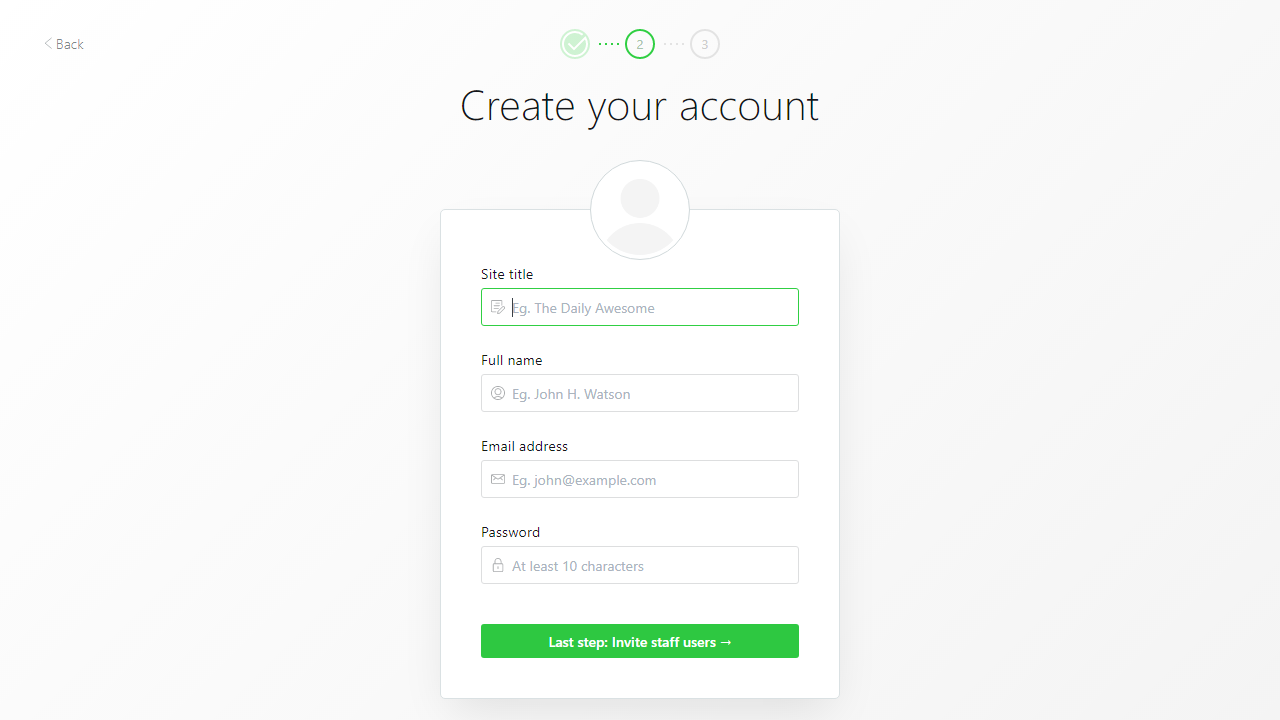 Back
2
3
Create your account
Site title
Eg. The Daily Awesome
Full name
Eg. John H. Watson
Email address
Eg. john@example.com
Password
At least 10 characters
Last step: Invite staff users →